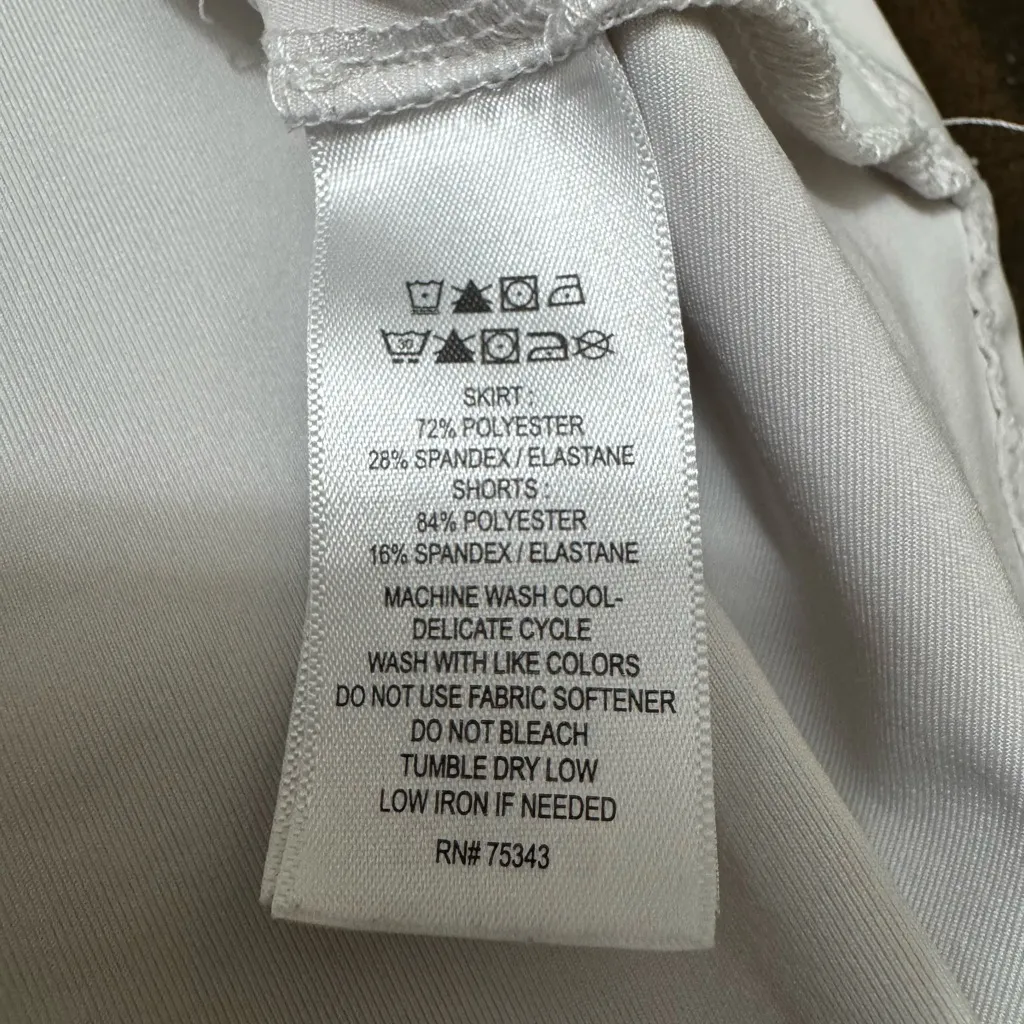 30
SKIRT :
72% POLYESTER
28% SPANDEX / ELASTANE
SHORTS :
84% POLYESTER
16% SPANDEX / ELASTANE
MACHINE WASH COOL-
DELICATE CYCLE
WASH WITH LIKE COLORS
DO NOT USE FABRIC SOFTENER
DO NOT BLEACH
TUMBLE DRY LOW
LOW IRON IF NEEDED
RN# 75343